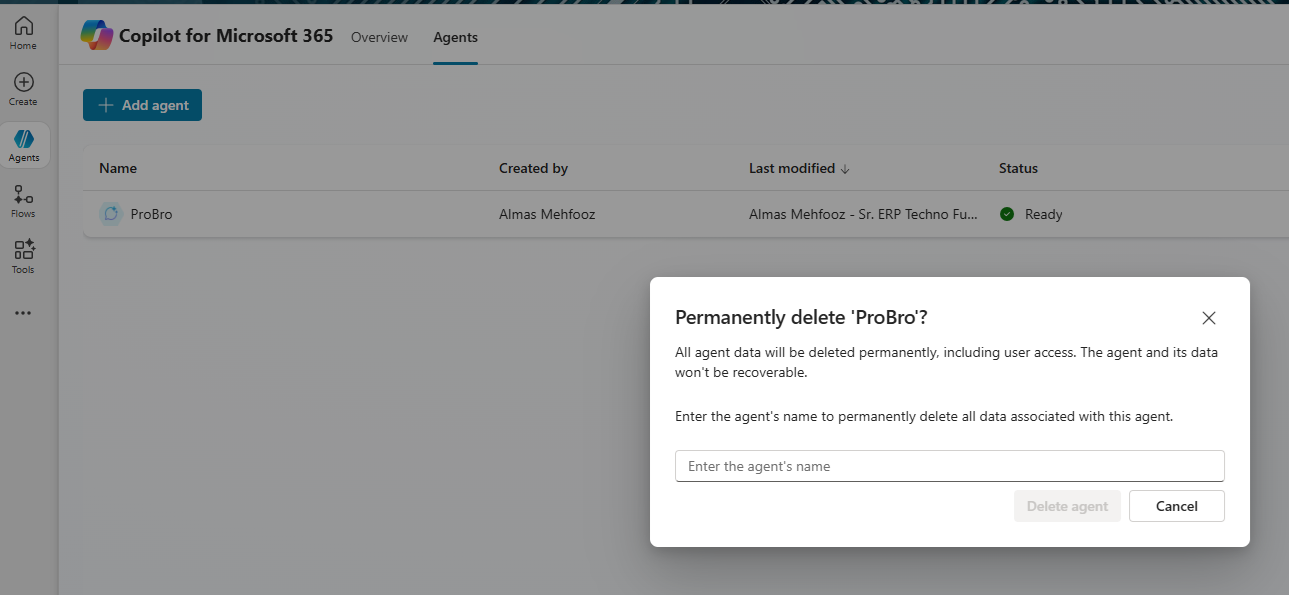 Home
Create
Agents
Flows
Tools
Copilot for Microsoft 365 Overview Agents
Add agent
Name Created by Last modified ↓ Status
ProBro Almas Mehfooz Almas Mehfooz - Sr. ERP Techno Fu... Ready
Permanently delete 'ProBro'?
All agent data will be deleted permanently, including user access. The agent and its data
won't be recoverable.
Enter the agent's name to permanently delete all data associated with this agent.
Enter the agent's name
Delete agent Cancel